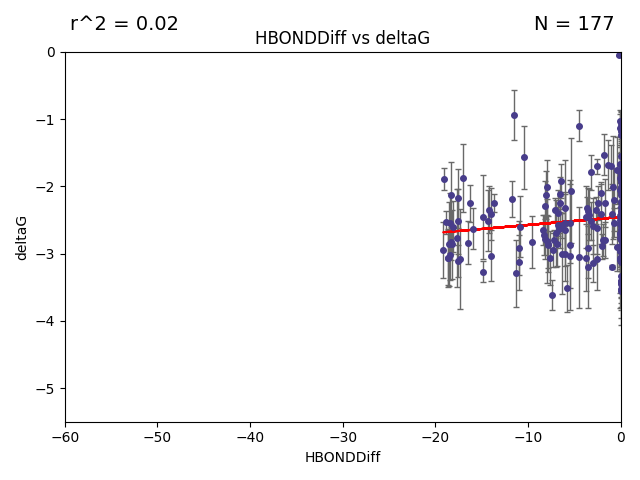 r^2 = 0.02
N = 177
HBONDDiff vs deltaG
deltaG
0
−1
−2
−3
−4
−5
−60
−50
−40
−30
−20
−10
0
HBONDDiff